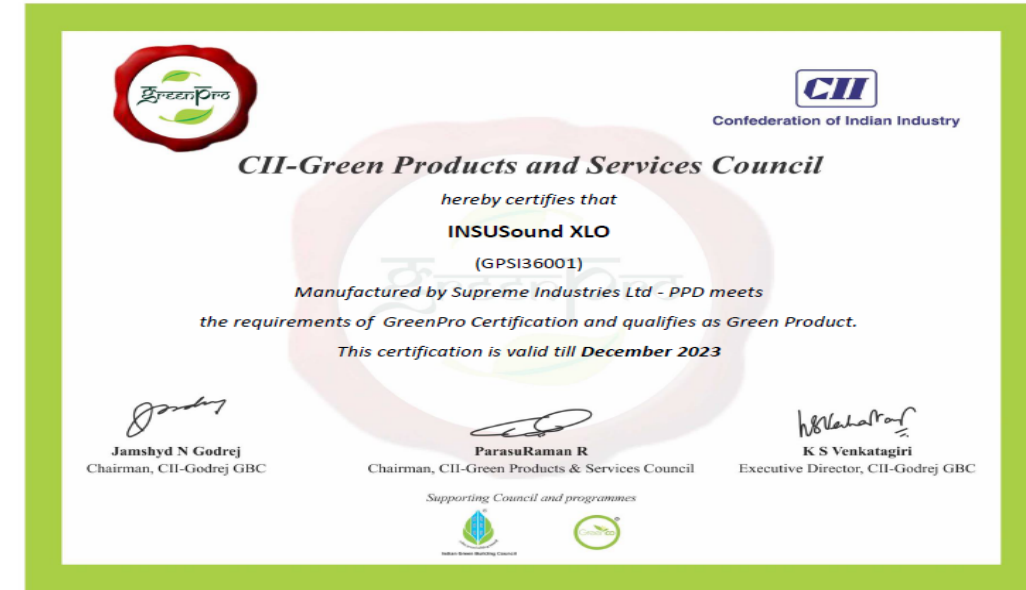 GreenPro
CII
Confederation of Indian Industry
CII-Green Products and Services Council
hereby certifies that
INSUSound XLO
(GPSI36001)
Manufactured by Supreme Industries Ltd - PPD meets
the requirements of  GreenPro Certification and qualifies as Green Product.
This certification is valid till December 2023
Jamshyd N Godrej
Chairman, CII-Godrej GBC
ParasuRaman R
Chairman, CII-Green Products & Services Council
K S Venkatagiri
Executive Director, CII-Godrej GBC
Supporting Council and programmes
Indian Green Building Council
Greenco